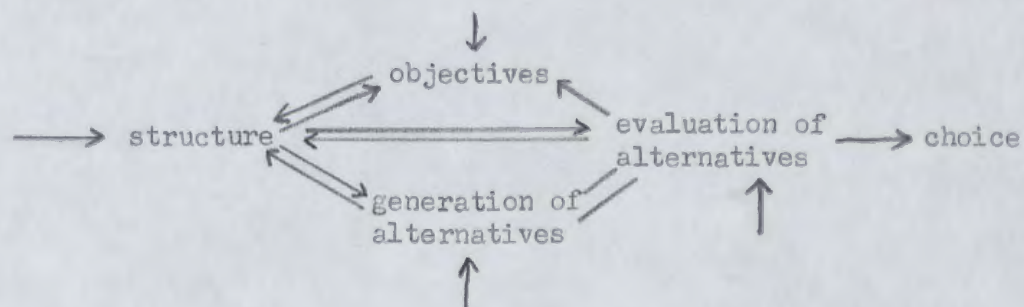 objectives
structure
evaluation of
alternatives
choice
generation of
alternatives